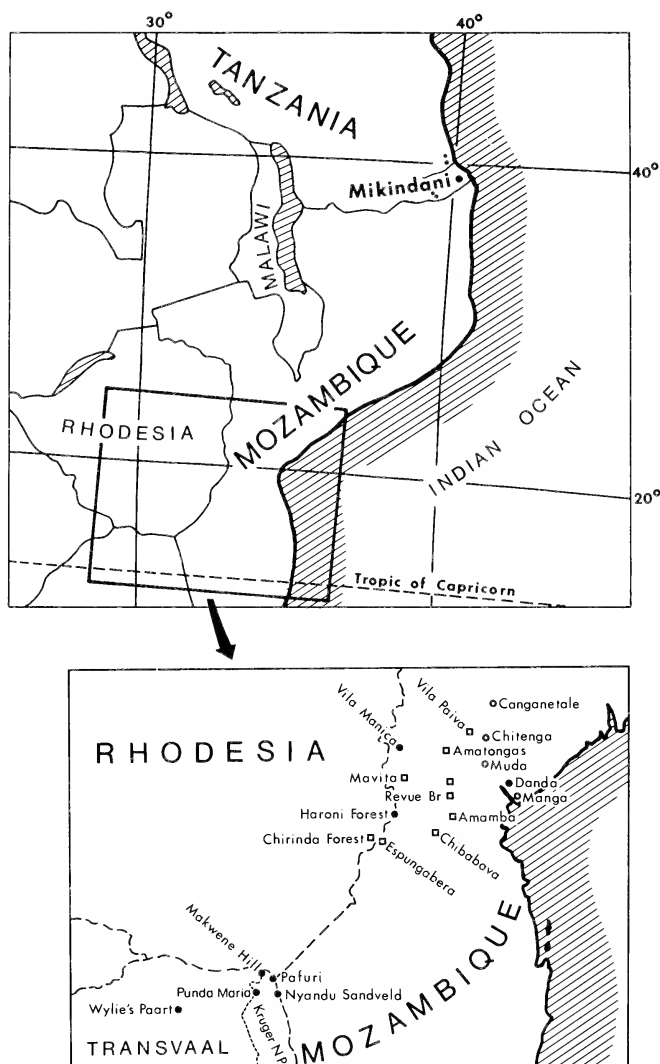 30°
40°
TANZANIA
40°
Mikindani
MALAWI
MOZAMBIQUE
RHODESIA
INDIAN OCEAN
20°
Tropic of Capricorn
RHODESIA
Vila Manica
Vila Paiva
Canganetale
Chitenga
Amatongas
Muda
Mavita
Danda
Revue Br
Manga
Haroni Forest
Amamba
Chirinda Forest
Espungabera
Chibabava
MOZAMBIQUE
Makwene Hill
Pafuri
Punda Maria
Nyandu Sandveld
Wylie's Paart
Kruger N.P.
TRANSVAAL